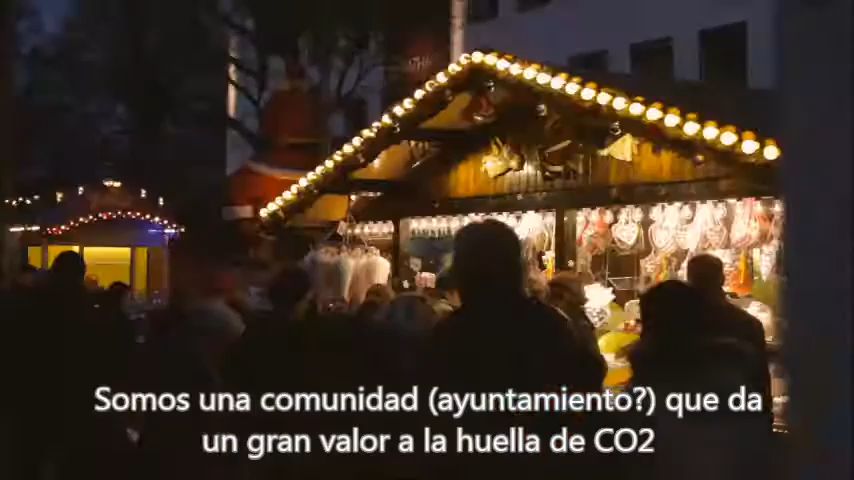 Somos una comunidad (ayuntamiento?) que da
un gran valor a la huella de CO2